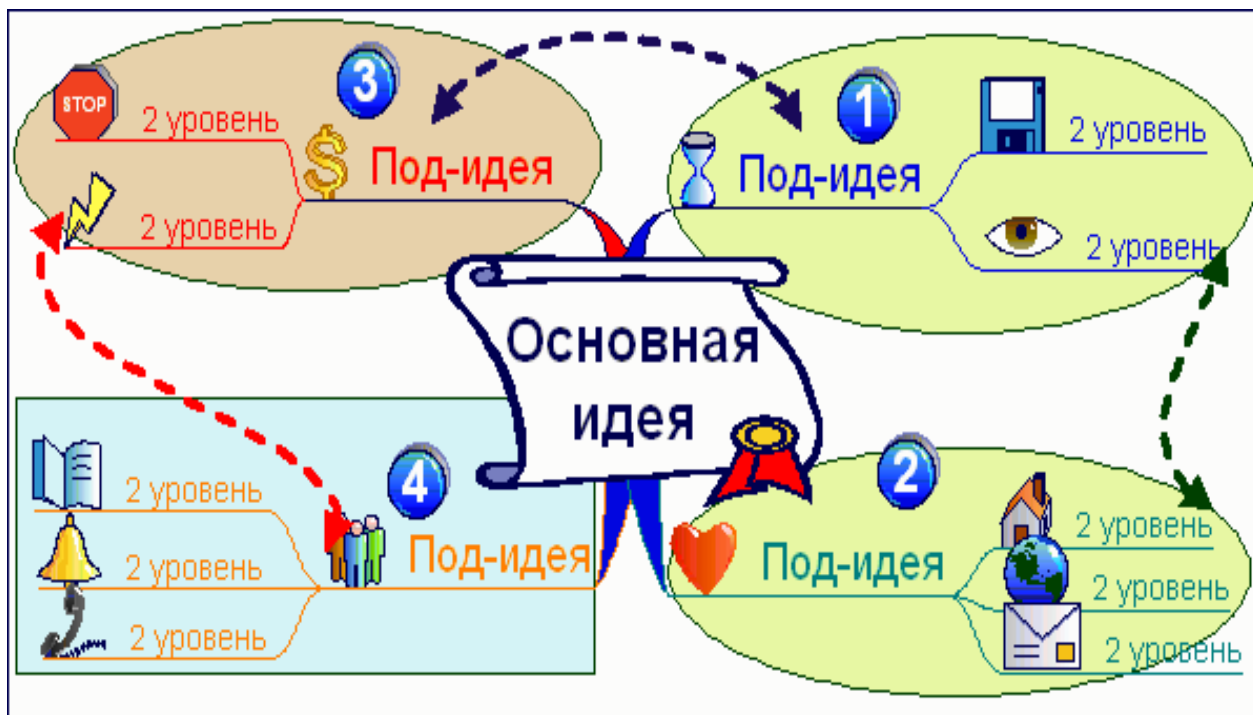 Основная
идея
1
Под-идея
2 уровень
2 уровень
2
Под-идея
2 уровень
2 уровень
2 уровень
3
Под-идея
STOP
2 уровень
2 уровень
4
Под-идея
2 уровень
2 уровень
2 уровень